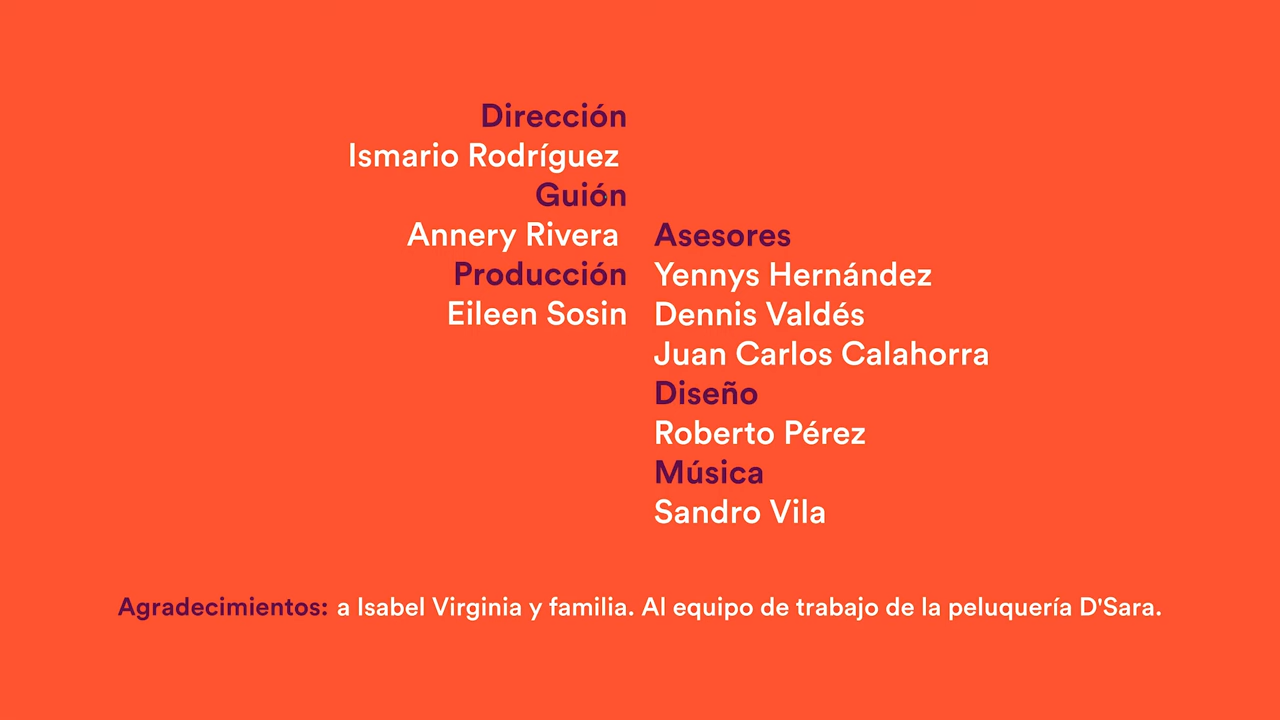 Dirección
Ismario Rodríguez
Guión
Annery Rivera
Producción
Eileen Sosin
Asesores
Yennys Hernández
Dennis Valdés
Juan Carlos Calahorra
Diseño
Roberto Pérez
Música
Sandro Vila
Agradecimientos: a Isabel Virginia y familia. Al equipo de trabajo de la peluquería D'Sara.